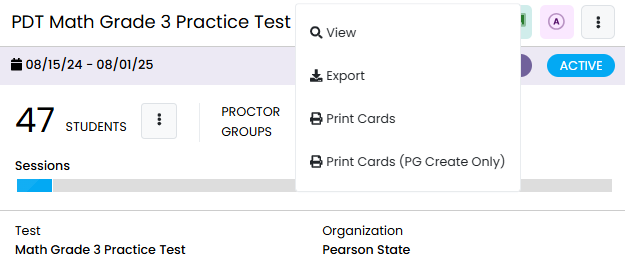 PDT Math Grade 3 Practice Test
A
08/15/24 - 08/01/25
ACTIVE
View
Export
Print Cards
Print Cards (PG Create Only)
47 STUDENTS
PROCTOR
GROUPS
Sessions
Test
Math Grade 3 Practice Test
Organization
Pearson State